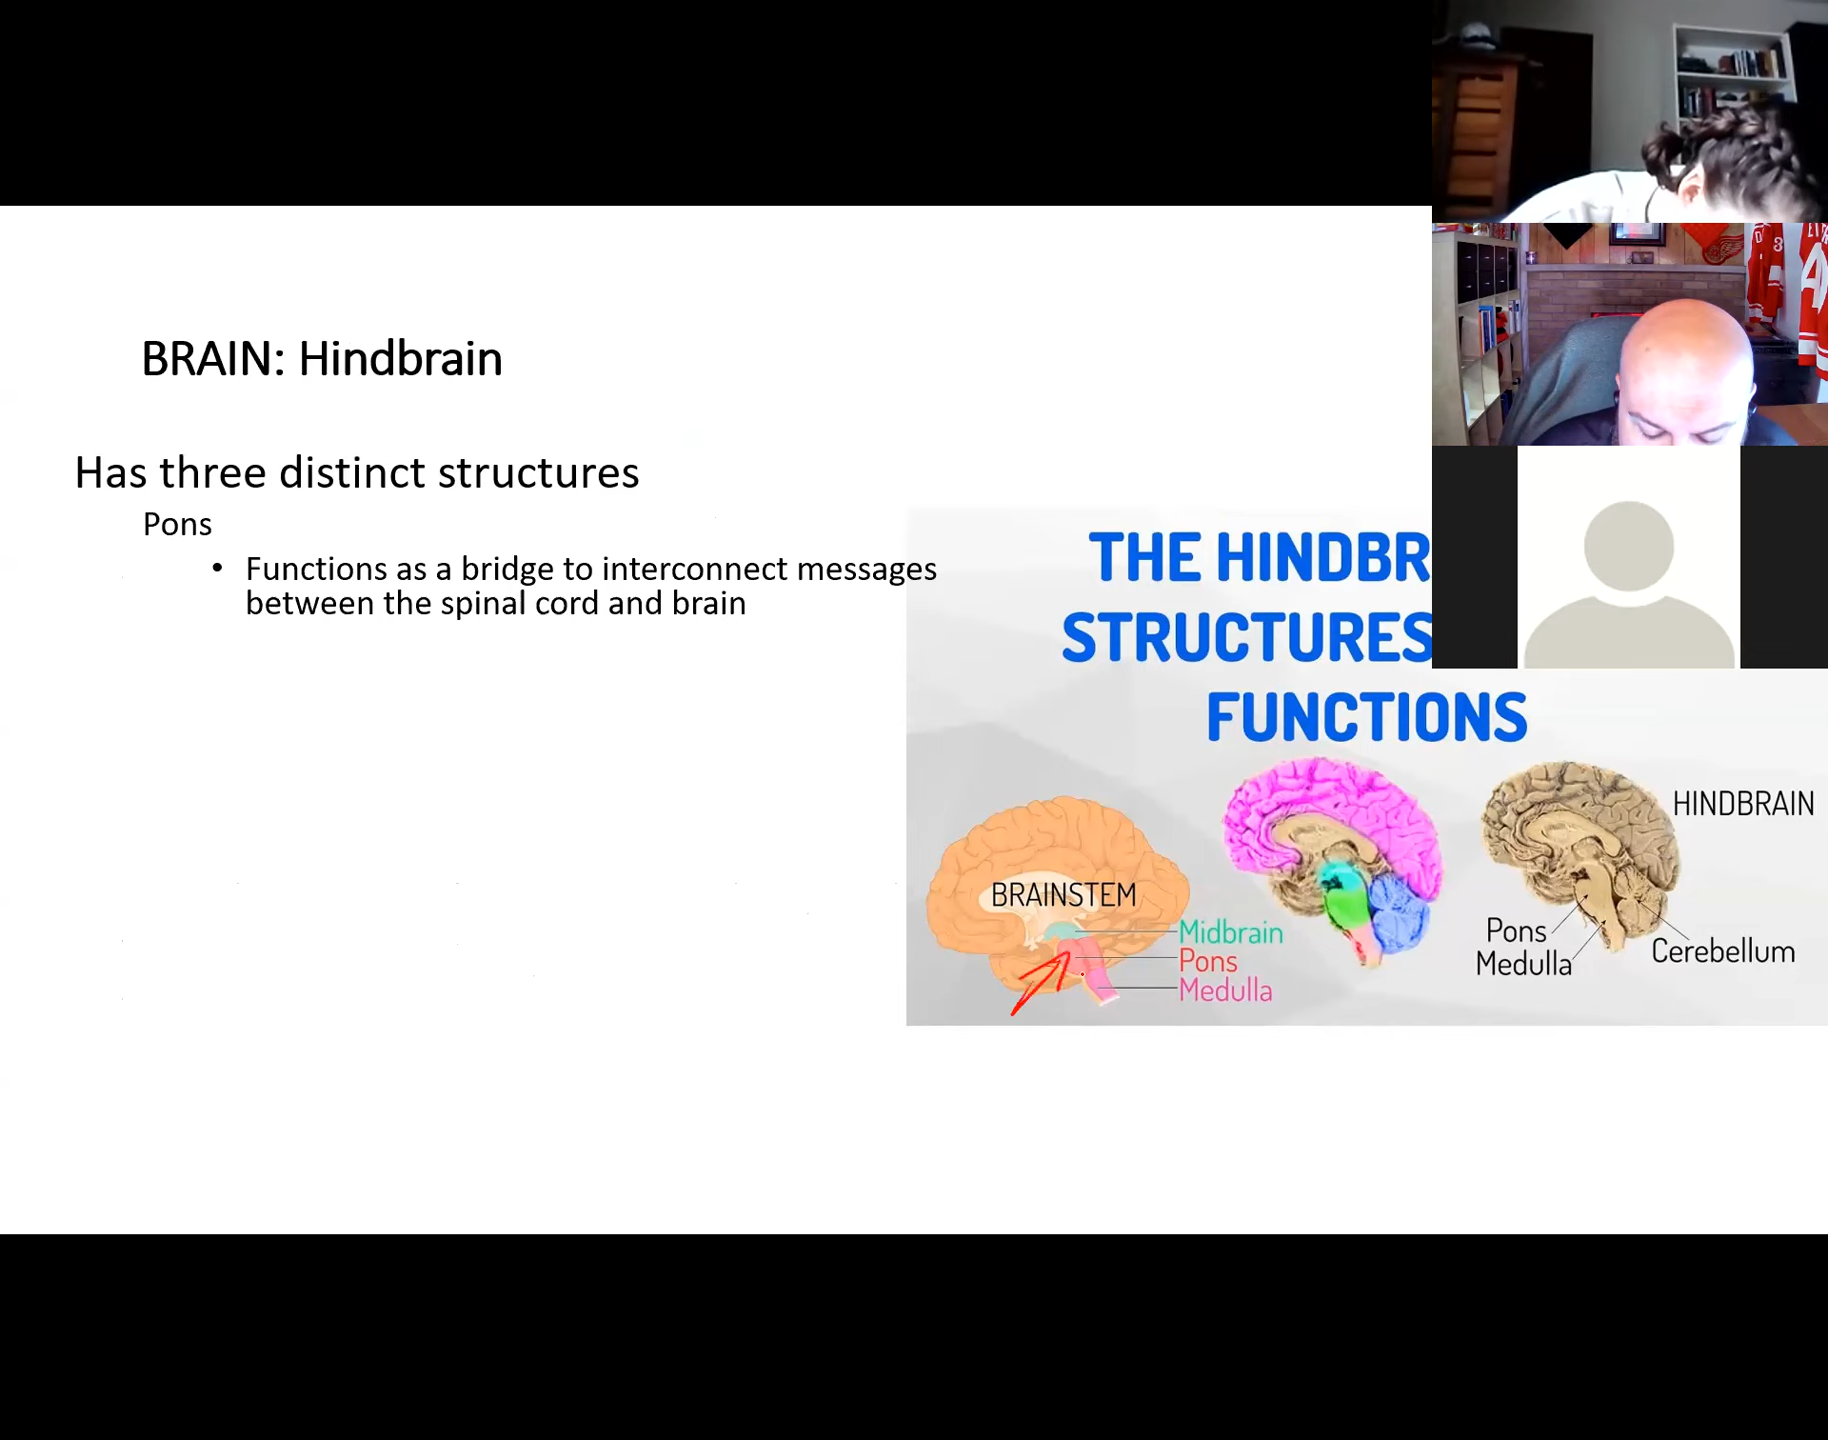 BRAIN: Hindbrain
Has three distinct structures
Pons
• Functions as a bridge to interconnect messages
between the spinal cord and brain
THE HINDBR
STRUCTURES
FUNCTIONS
BRAINSTEM
Midbrain
Pons
Medulla
HINDBRAIN
Pons
Medulla
Cerebellum